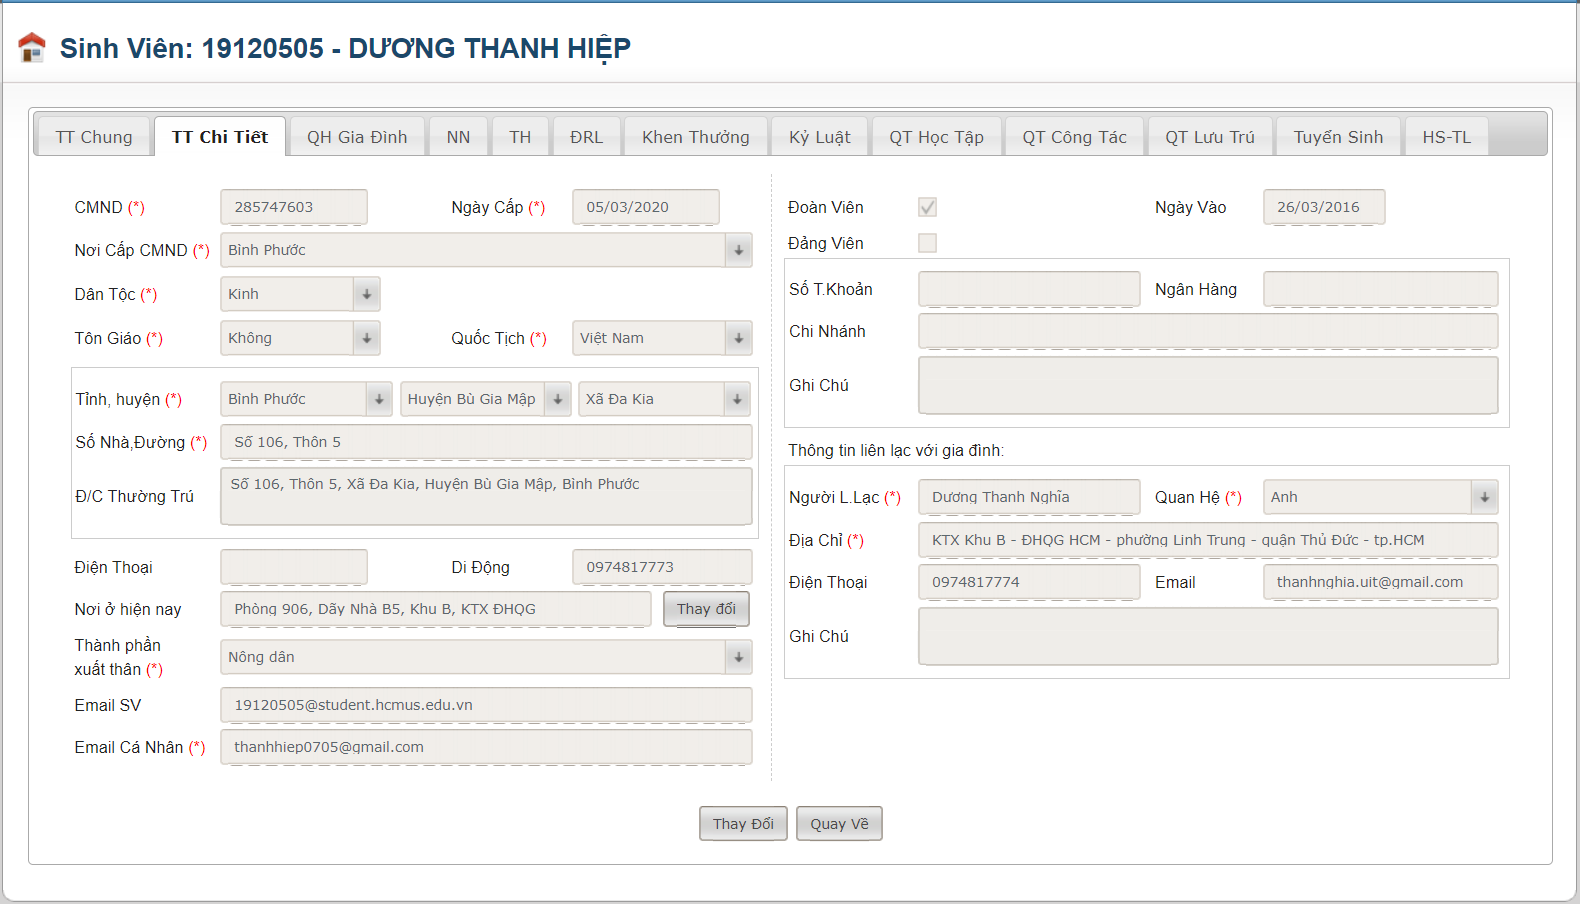 Sinh Viên: 19120505 - DƯƠNG THANH HIỆP
TT Chung TT Chi Tiết QH Gia Đình NN TH ĐRL Khen Thưởng Kỷ Luật QT Học Tập QT Công Tác QT Lưu Trú Tuyển Sinh HS-TL
CMND (*) 285747603 Ngày Cấp (*) 05/03/2020
Nơi Cấp CMND (*) Bình Phước
Dân Tộc (*) Kinh
Tôn Giáo (*) Không Quốc Tịch (*) Việt Nam
Tỉnh, huyện (*) Bình Phước Huyện Bù Gia Mập Xã Đa Kia
Số Nhà,Đường (*) Số 106, Thôn 5
Đ/C Thường Trú Số 106, Thôn 5, Xã Đa Kia, Huyện Bù Gia Mập, Bình Phước
Điện Thoại Di Động 0974817773
Nơi ở hiện nay Phòng 906, Dãy Nhà B5, Khu B, KTX ĐHQG Thay đổi
Thành phần
xuất thân (*) Nông dân
Email SV 19120505@student.hcmus.edu.vn
Email Cá Nhân (*) thanhhiep0705@gmail.com
Đoàn Viên Ngày Vào 26/03/2016
Đảng Viên
Số T.Khoản Ngân Hàng
Chi Nhánh
Ghi Chú
Thông tin liên lạc với gia đình:
Người L.Lạc (*) Dương Thanh Nghĩa Quan Hệ (*) Anh
Địa Chỉ (*) KTX Khu B - ĐHQG HCM - phường Linh Trung - quận Thủ Đức - tp.HCM
Điện Thoại 0974817774 Email thanhnghia.uit@gmail.com
Ghi Chú
Thay Đổi Quay Về